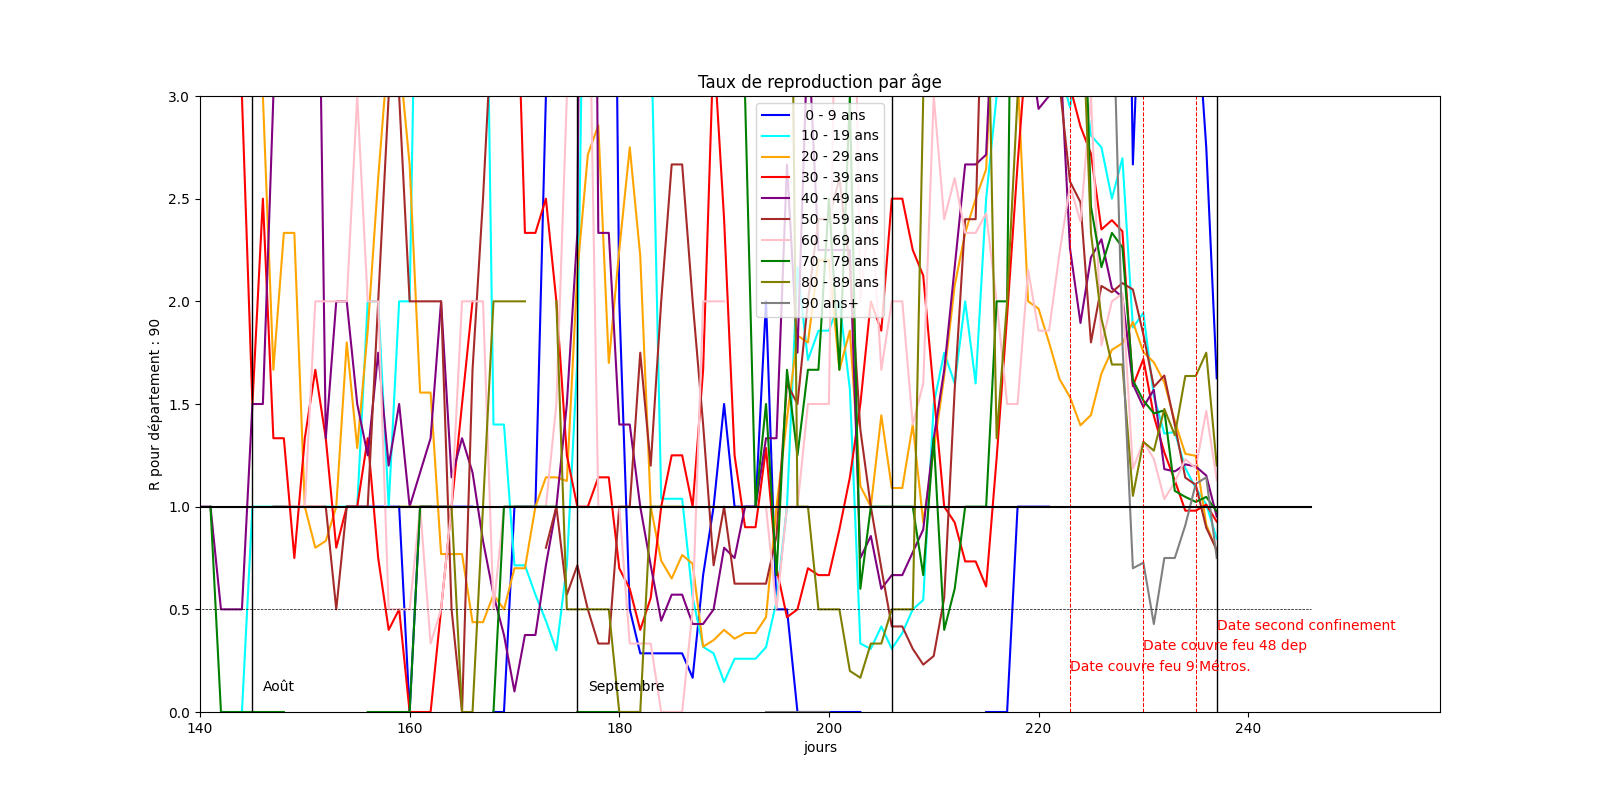 Taux de reproduction par âge
3.0
2.5
2.0
1.5
1.0
0.5
0.0
R pour département : 90
0 - 9 ans
10 - 19 ans
20 - 29 ans
30 - 39 ans
40 - 49 ans
50 - 59 ans
60 - 69 ans
70 - 79 ans
80 - 89 ans
90 ans+
Date second confinement
Date couvre feu 48 dep
Date couvre feu 9 Métros.
Août
Septembre
140
160
180
200
220
240
jours